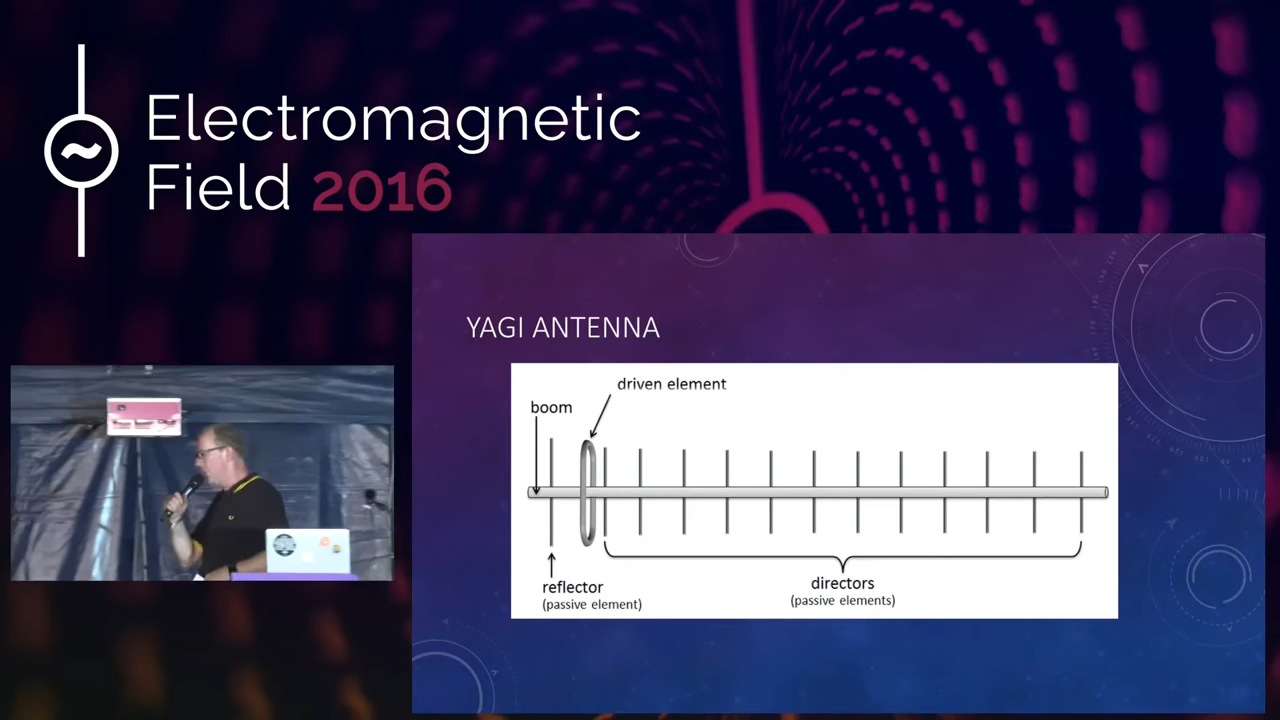 Electromagnetic
Field 2016
YAGI ANTENNA
driven element
boom
reflector
(passive element)
directors
(passive elements)